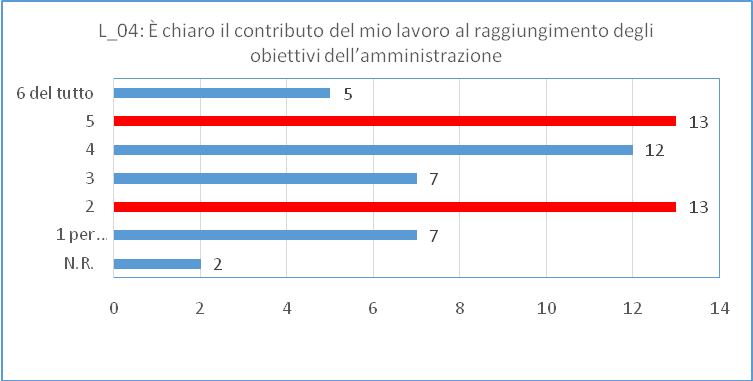 L_04: È chiaro il contributo del mio lavoro al raggiungimento degli
obiettivi dell’amministrazione
6 del tutto 5
5 13
4 12
3 7
2 13
1 per... 7
N.R. 2
0 2 4 6 8 10 12 14